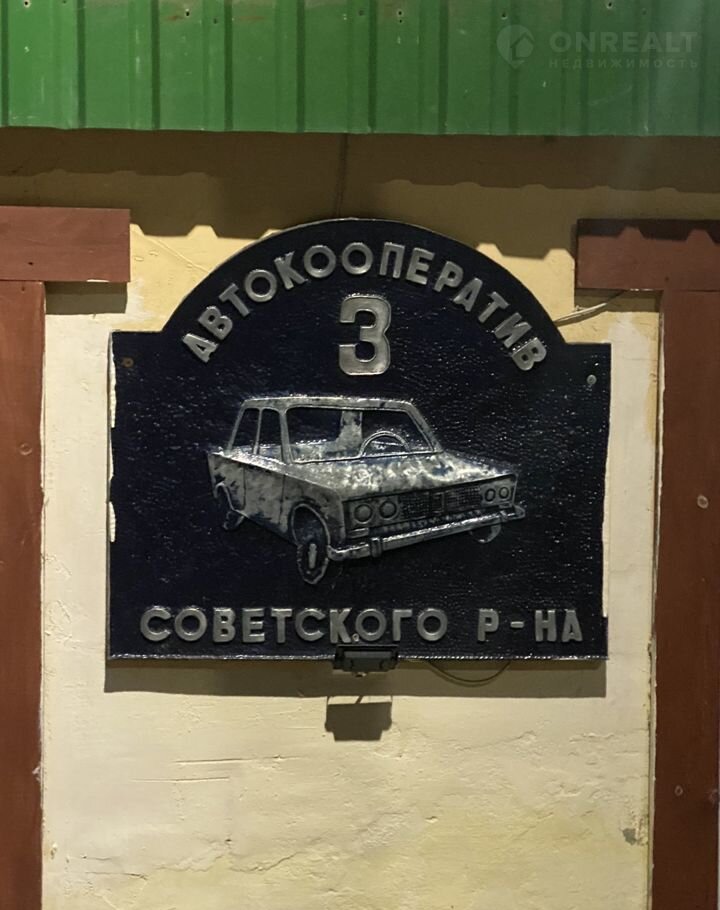 ONREALT
НЕДВИЖИМОСТЬ
АВТОКООПЕРАТИВ
3
СОВЕТСКОГО Р-НА